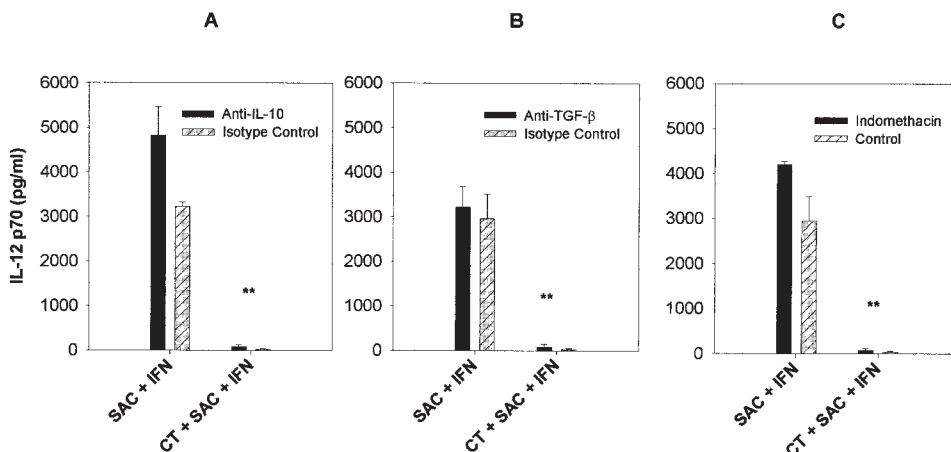 A
B
C
IL-12 p70 (pg/ml)
6000
5000
4000
3000
2000
1000
0
Anti-IL-10
Isotype Control
**
SAC + IFN
CT + SAC + IFN
6000
5000
4000
3000
2000
1000
0
Anti-TGF-β
Isotype Control
**
SAC + IFN
CT + SAC + IFN
6000
5000
4000
3000
2000
1000
0
Indomethacin
Control
**
SAC + IFN
CT + SAC + IFN